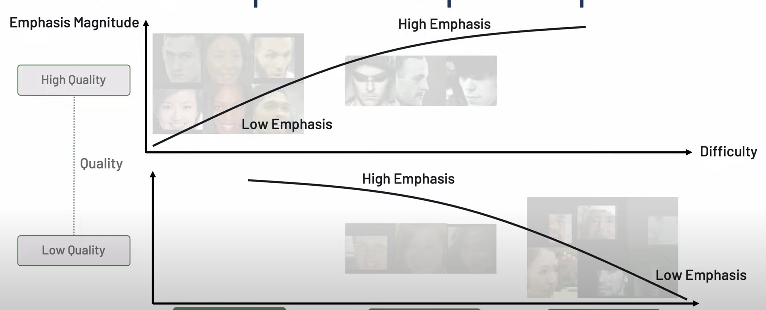 Emphasis Magnitude
High Emphasis
High Quality
Low Emphasis
Difficulty
Quality
High Emphasis
Low Quality
Low Emphasis